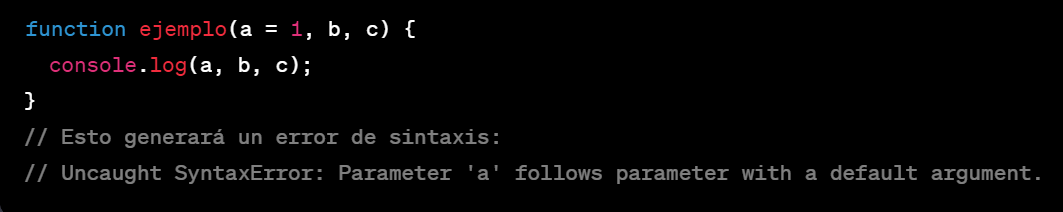 function ejemplo(a = 1, b, c) {
  console.log(a, b, c);
}
// Esto generará un error de sintaxis:
// Uncaught SyntaxError: Parameter 'a' follows parameter with a default argument.